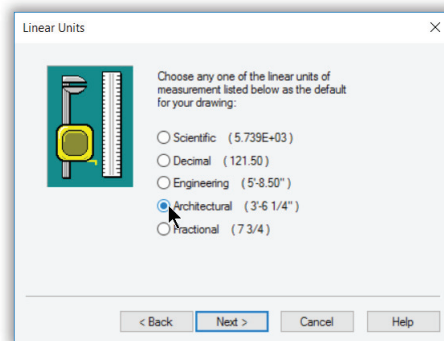 Linear Units
Choose any one of the linear units of
measurement listed below as the default
for your drawing:
Scientific ( 5.739E+03 )
Decimal ( 121.50 )
Engineering ( 5'-8.50" )
Architectural ( 3'-6 1/4" )
Fractional ( 7 3/4 )
< Back Next > Cancel Help